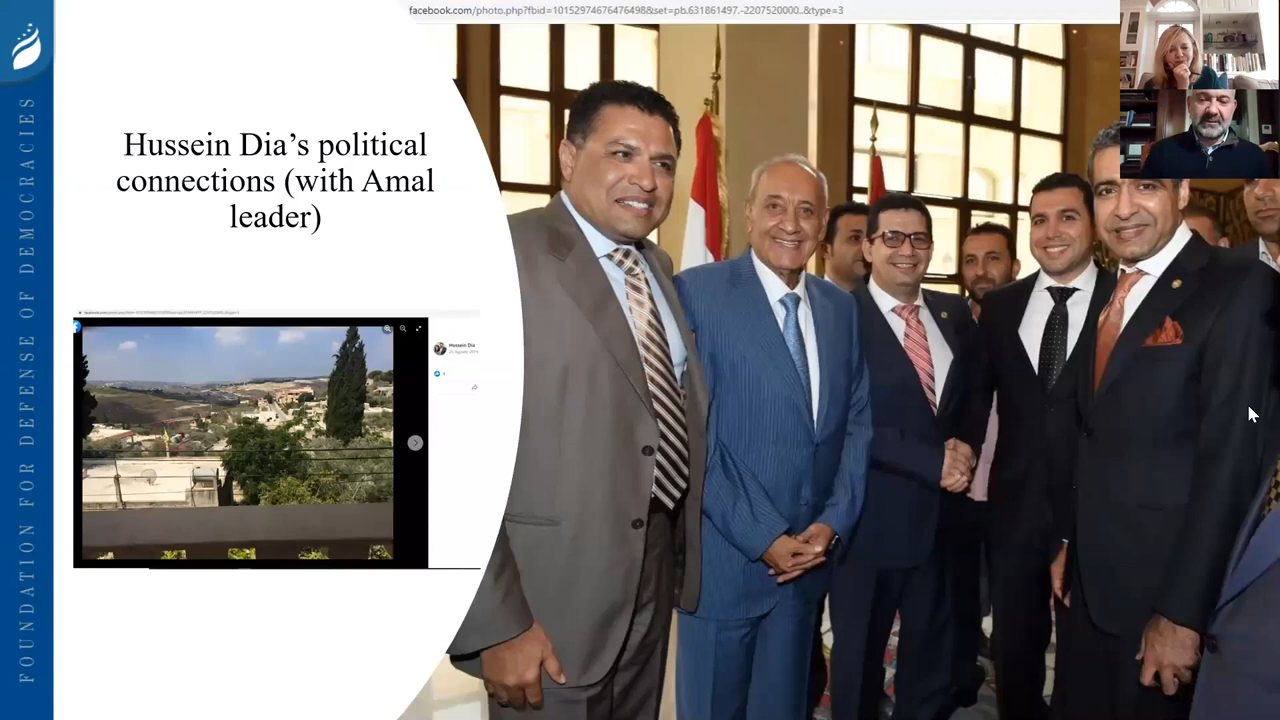 facebook.com/photo.php?fbid=10152974676476498&set=pb.631861497.-2207520000..&type=3
FOUNDATION FOR DEFENSE OF DEMOCRACIES
Hussein Dia’s political
connections (with Amal
leader)
Hussein Dia